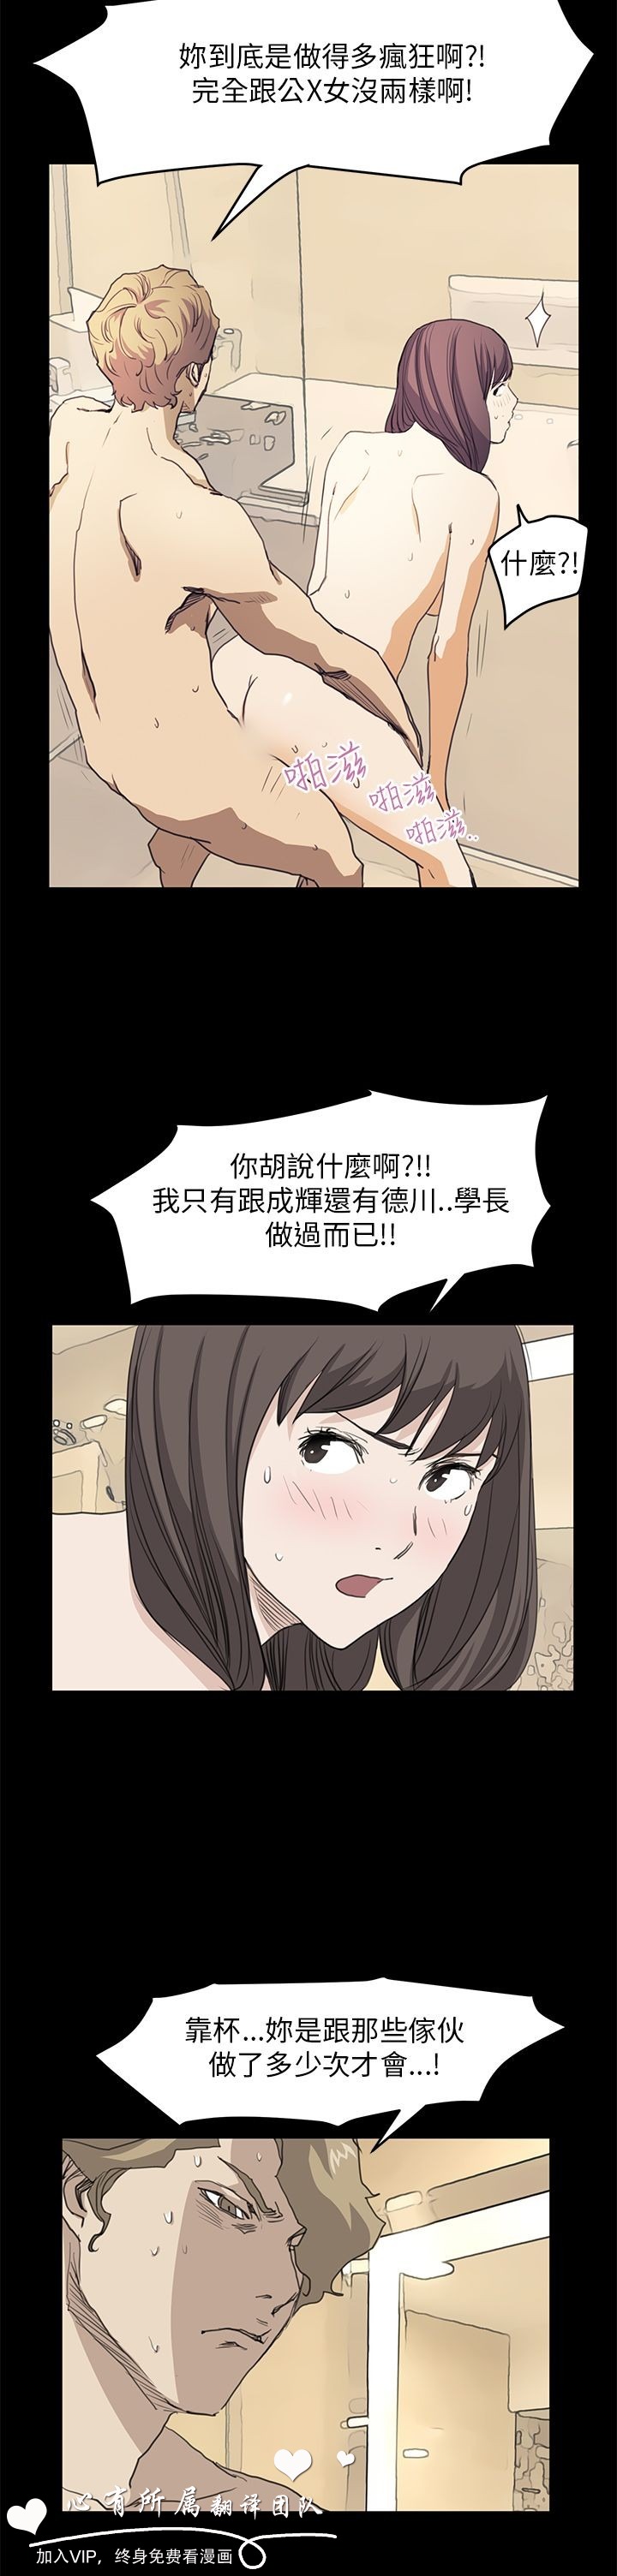 妳到底是做得多瘋狂啊?!
完全跟公X女沒兩樣啊!
什麼?!
啪滋
啪滋
啪滋..
你胡說什麼啊?!!
我只有跟成輝還有德川..學長
做過而已!!
靠杯...妳是跟那些傢伙
做了多少次才會...!
心有所属翻译团队
加入VIP，终身免费看漫画